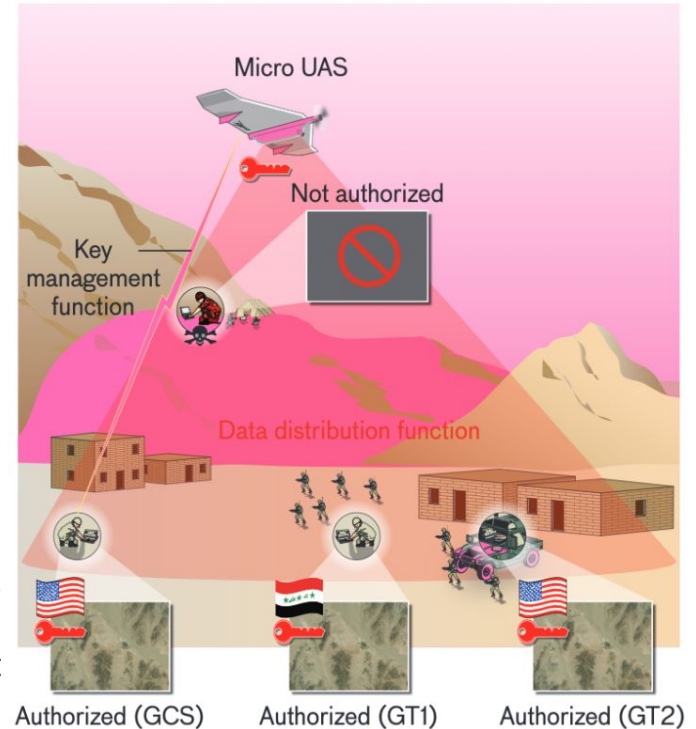 Micro UAS
Not authorized
Key
management
function
Data distribution function
Authorized (GCS)
Authorized (GT1)
Authorized (GT2)